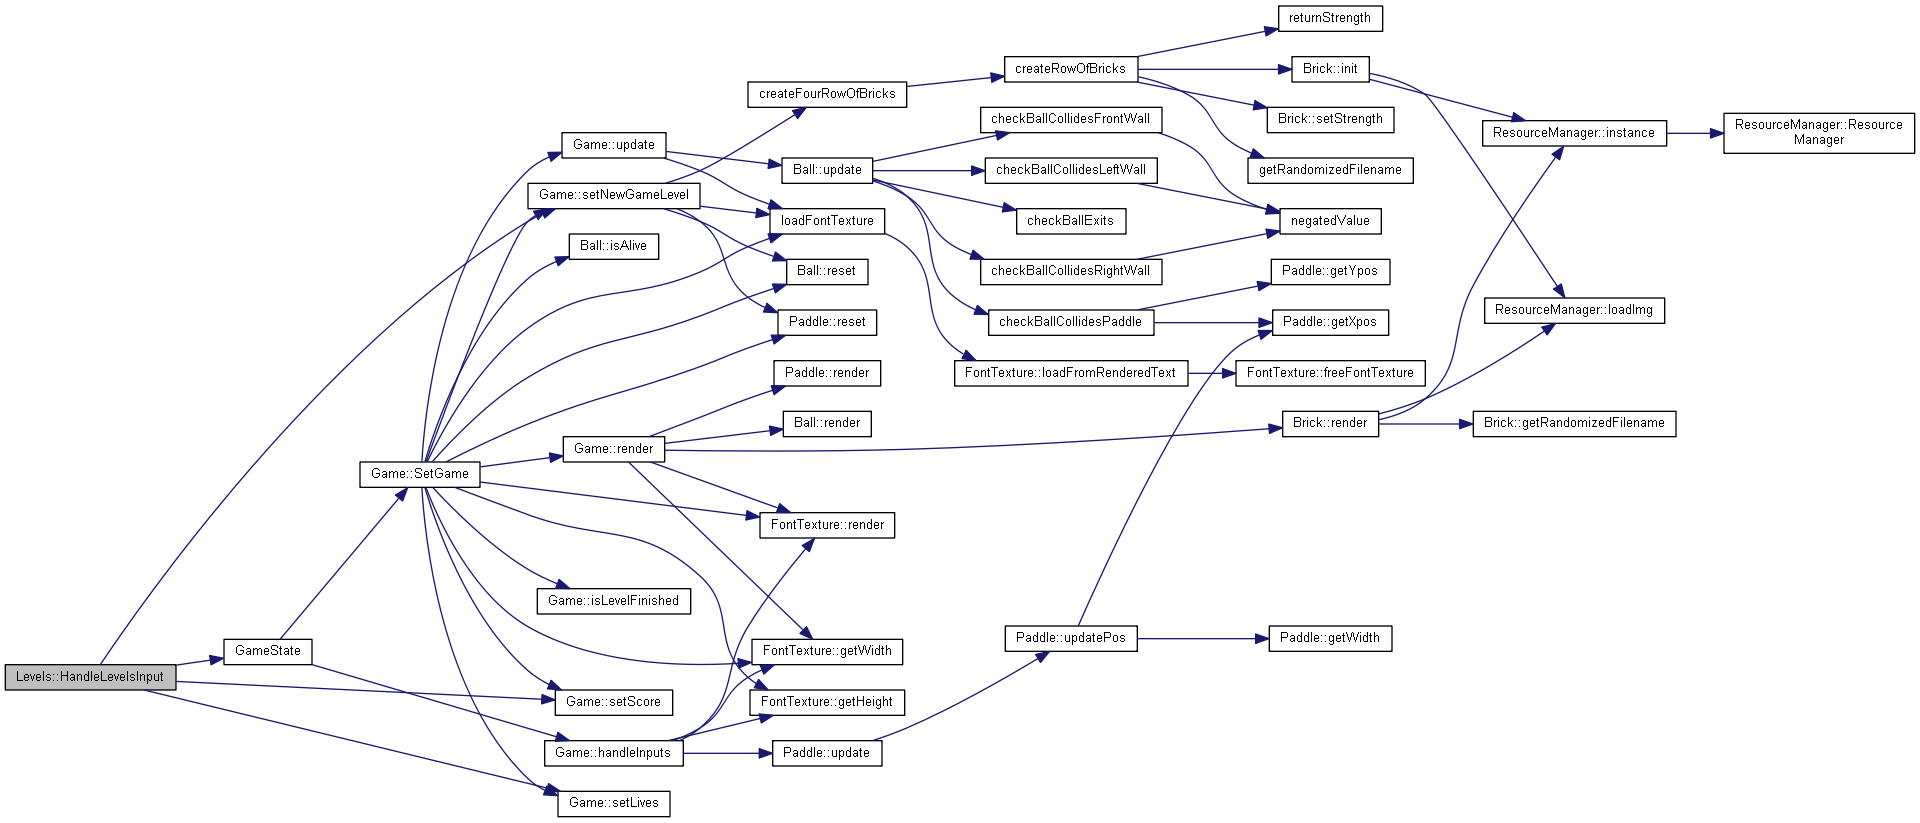 returnStrength
createRowOfBricks
Brick::init
createFourRowOfBricks
Brick::setStrength
checkBallCollidesFrontWall
ResourceManager::instance
ResourceManager::Resource
Manager
Game::update
Ball::update
checkBallCollidesLeftWall
getRandomizedFilename
Game::setNewGameLevel
loadFontTexture
checkBallExits
negatedValue
Ball::isAlive
Ball::reset
checkBallCollidesRightWall
Paddle::getYpos
ResourceManager::loadImg
Paddle::reset
checkBallCollidesPaddle
Paddle::getXpos
Paddle::render
FontTexture::loadFromRenderedText
FontTexture::freeFontTexture
Ball::render
Brick::render
Brick::getRandomizedFilename
Game::render
Game::SetGame
FontTexture::render
Game::isLevelFinished
Paddle::updatePos
Paddle::getWidth
GameState
FontTexture::getWidth
Levels::HandleLevelsInput
Game::setScore
FontTexture::getHeight
Game::handleInputs
Paddle::update
Game::setLives